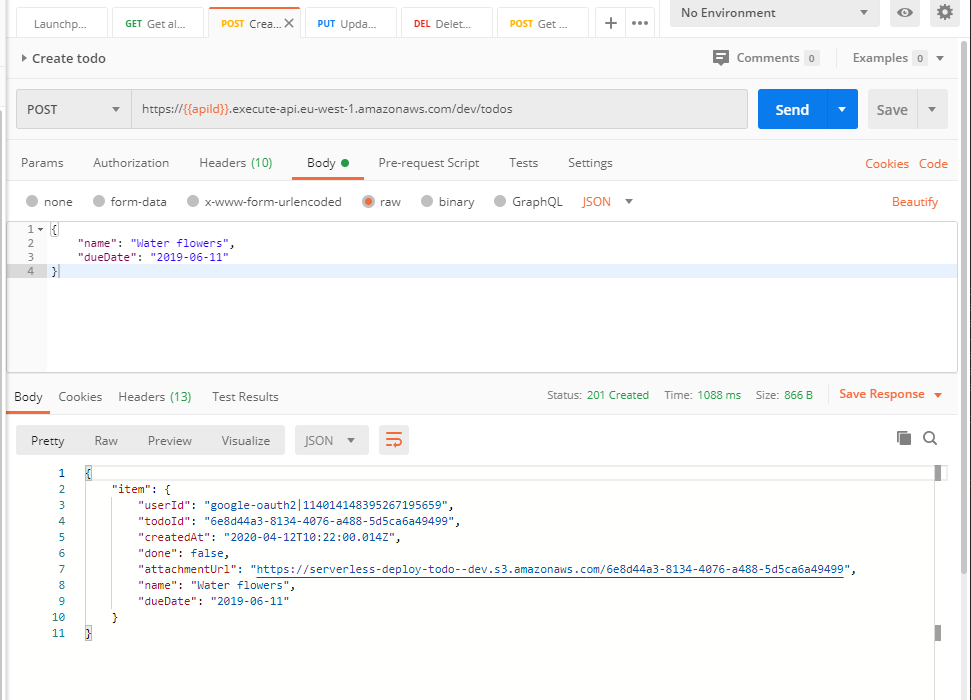 Launchp... GET Get al... POST Crea... PUT Upda... DEL Delet... POST Get ... No Environment
Create todo Comments 0 Examples 0
POST https://{{apiId}}.execute-api.eu-west-1.amazonaws.com/dev/todos Send Save
Params Authorization Headers (10) Body Pre-request Script Tests Settings Cookies Code
none form-data x-www-form-urlencoded raw binary GraphQL JSON Beautify
1 {
2 "name": "Water flowers",
3 "dueDate": "2019-06-11"
4 }
Body Cookies Headers (13) Test Results Status: 201 Created Time: 1088 ms Size: 866 B Save Response
Pretty Raw Preview Visualize JSON
1 {
2 "item": {
3 "userId": "google-oauth2|114014148395267195659",
4 "todoId": "6e8d44a3-8134-4076-a488-5d5ca6a49499",
5 "createdAt": "2020-04-12T10:22:00.014Z",
6 "done": false,
7 "attachmentUrl": "https://serverless-deploy-todo--dev.s3.amazonaws.com/6e8d44a3-8134-4076-a488-5d5ca6a49499",
8 "name": "Water flowers",
9 "dueDate": "2019-06-11"
10 }
11 }